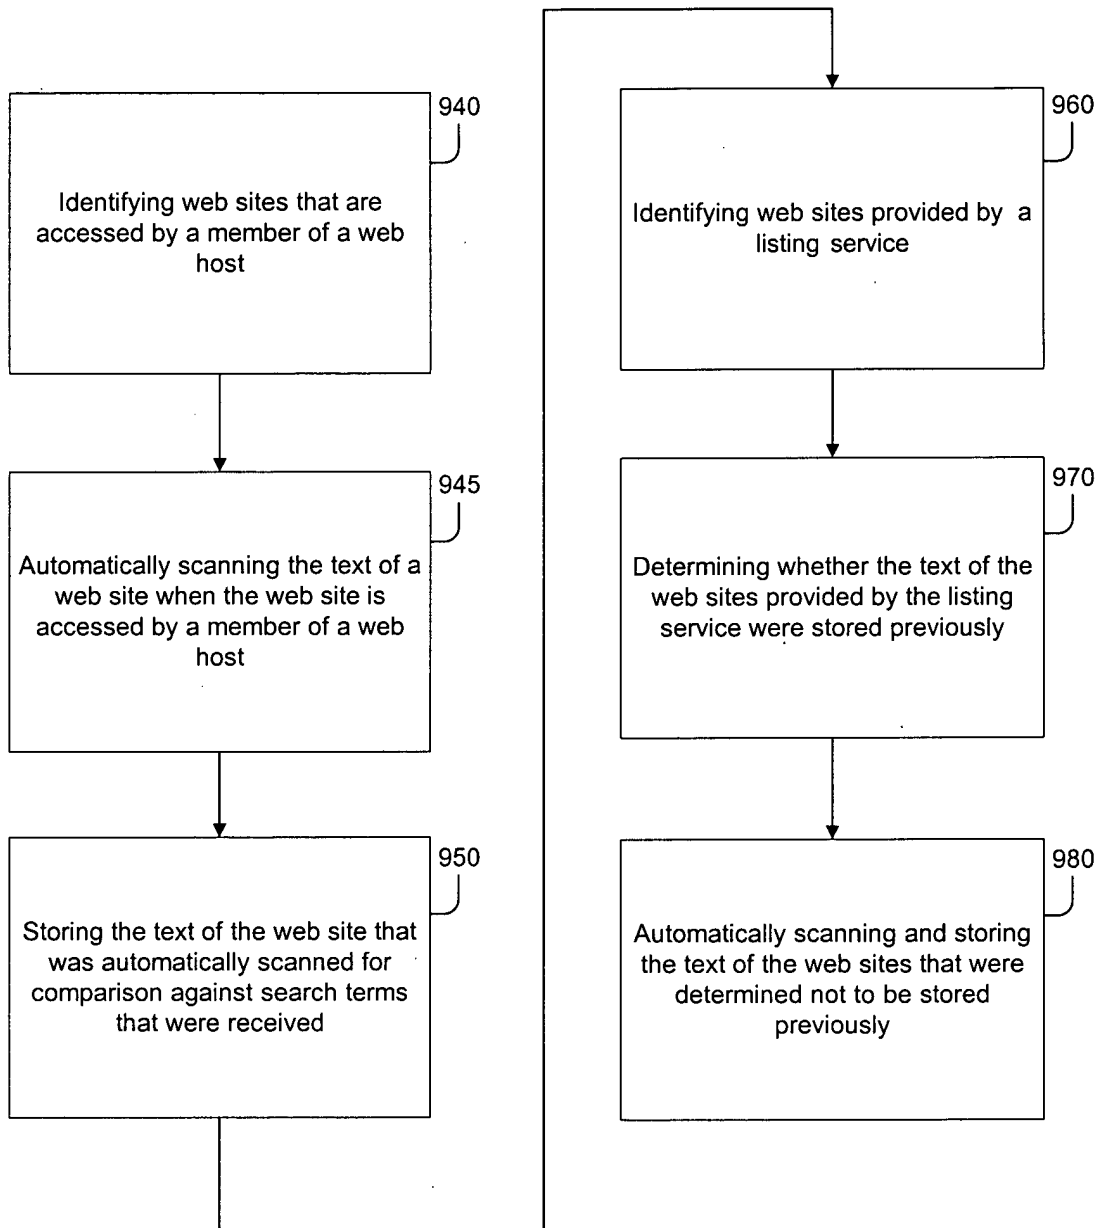 940
Identifying web sites that are
accessed by a member of a web
host
945
Automatically scanning the text of a
web site when the web site is
accessed by a member of a web
host
950
Storing the text of the web site that
was automatically scanned for
comparison against search terms
that were received
960
Identifying web sites provided by a
listing service
970
Determining whether the text of the
web sites provided by the listing
service were stored previously
980
Automatically scanning and storing
the text of the web sites that were
determined not to be stored
previously